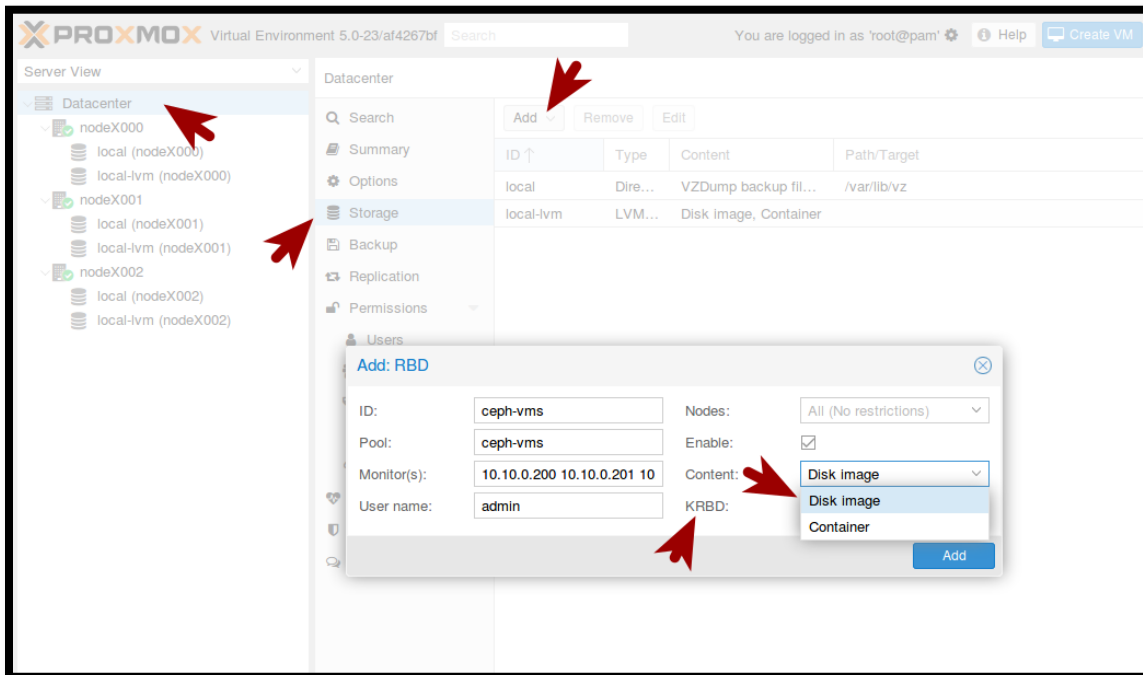 PROXMOX Virtual Environment 5.0-23/af4267bf Search You are logged in as 'root@pam' Help Create VM
Server View
Datacenter
nodeX000
local (nodeX000)
local-lvm (nodeX000)
nodeX001
local (nodeX001)
local-lvm (nodeX001)
nodeX002
local (nodeX002)
local-lvm (nodeX002)
Datacenter
Search
Summary
Options
Storage
Backup
Replication
Permissions
Users
Add Remove Edit
ID Type Content Path/Target
local Dire... VZDump backup fil... /var/lib/vz
local-lvm LVM... Disk image, Container
Add: RBD
ID: ceph-vms
Pool: ceph-vms
Monitor(s): 10.10.0.200 10.10.0.201 10
User name: admin
Nodes: All (No restrictions)
Enable:
Content: Disk image
Disk image
KRBD:
Container
Add